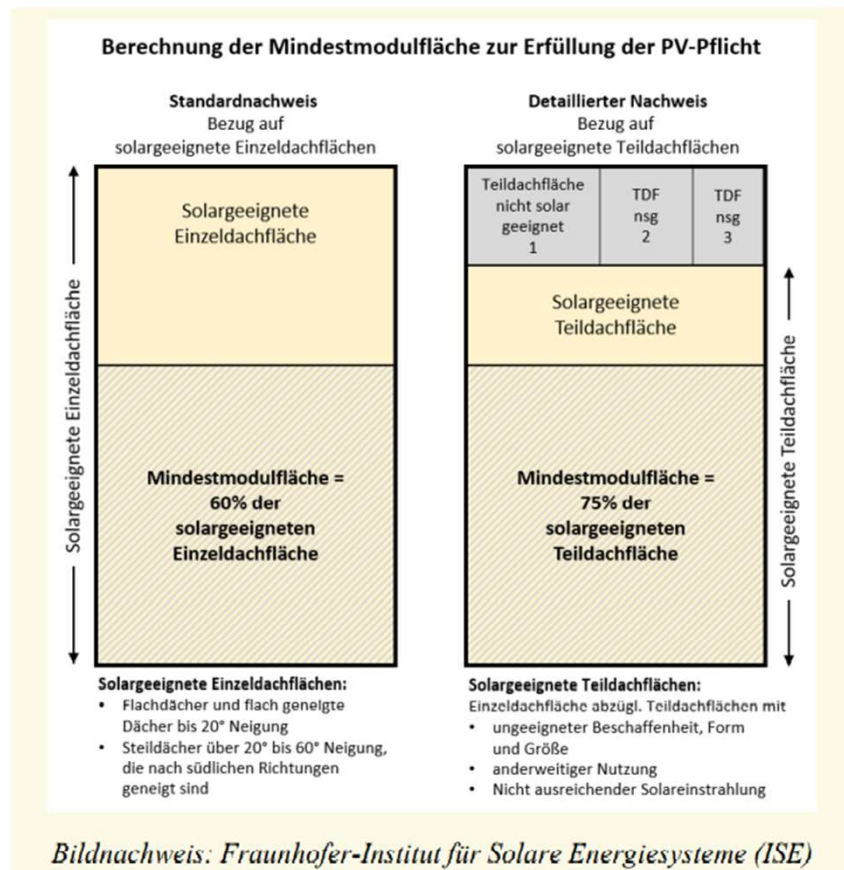 Berechnung der Mindestmodulfläche zur Erfüllung der PV-Pflicht
Standardnachweis
Bezug auf
solargeeignete Einzeldachflächen
Solargeeignete Einzeldachfläche
Solargeeignete
Einzeldachfläche
Mindestmodulfläche =
60% der
solargeeigneten
Einzeldachfläche
Solargeeignete Einzeldachflächen:
• Flachdächer und flach geneigte
Dächer bis 20° Neigung
• Steildächer über 20° bis 60° Neigung,
die nach südlichen Richtungen
geneigt sind
Detaillierter Nachweis
Bezug auf
solargeeignete Teildachflächen
Teildachfläche
nicht solar
geeignet
1
TDF
nsg
2
TDF
nsg
3
Solargeeignete
Teildachfläche
Mindestmodulfläche =
75% der
solargeeigneten
Teildachfläche
Solargeeignete Teildachfläche
Solargeeignete Teildachflächen:
Einzeldachfläche abzügl. Teildachflächen mit
• ungeeigneter Beschaffenheit, Form
und Größe
• anderweitiger Nutzung
• Nicht ausreichender Solareinstrahlung
Bildnachweis: Fraunhofer-Institut für Solare Energiesysteme (ISE)